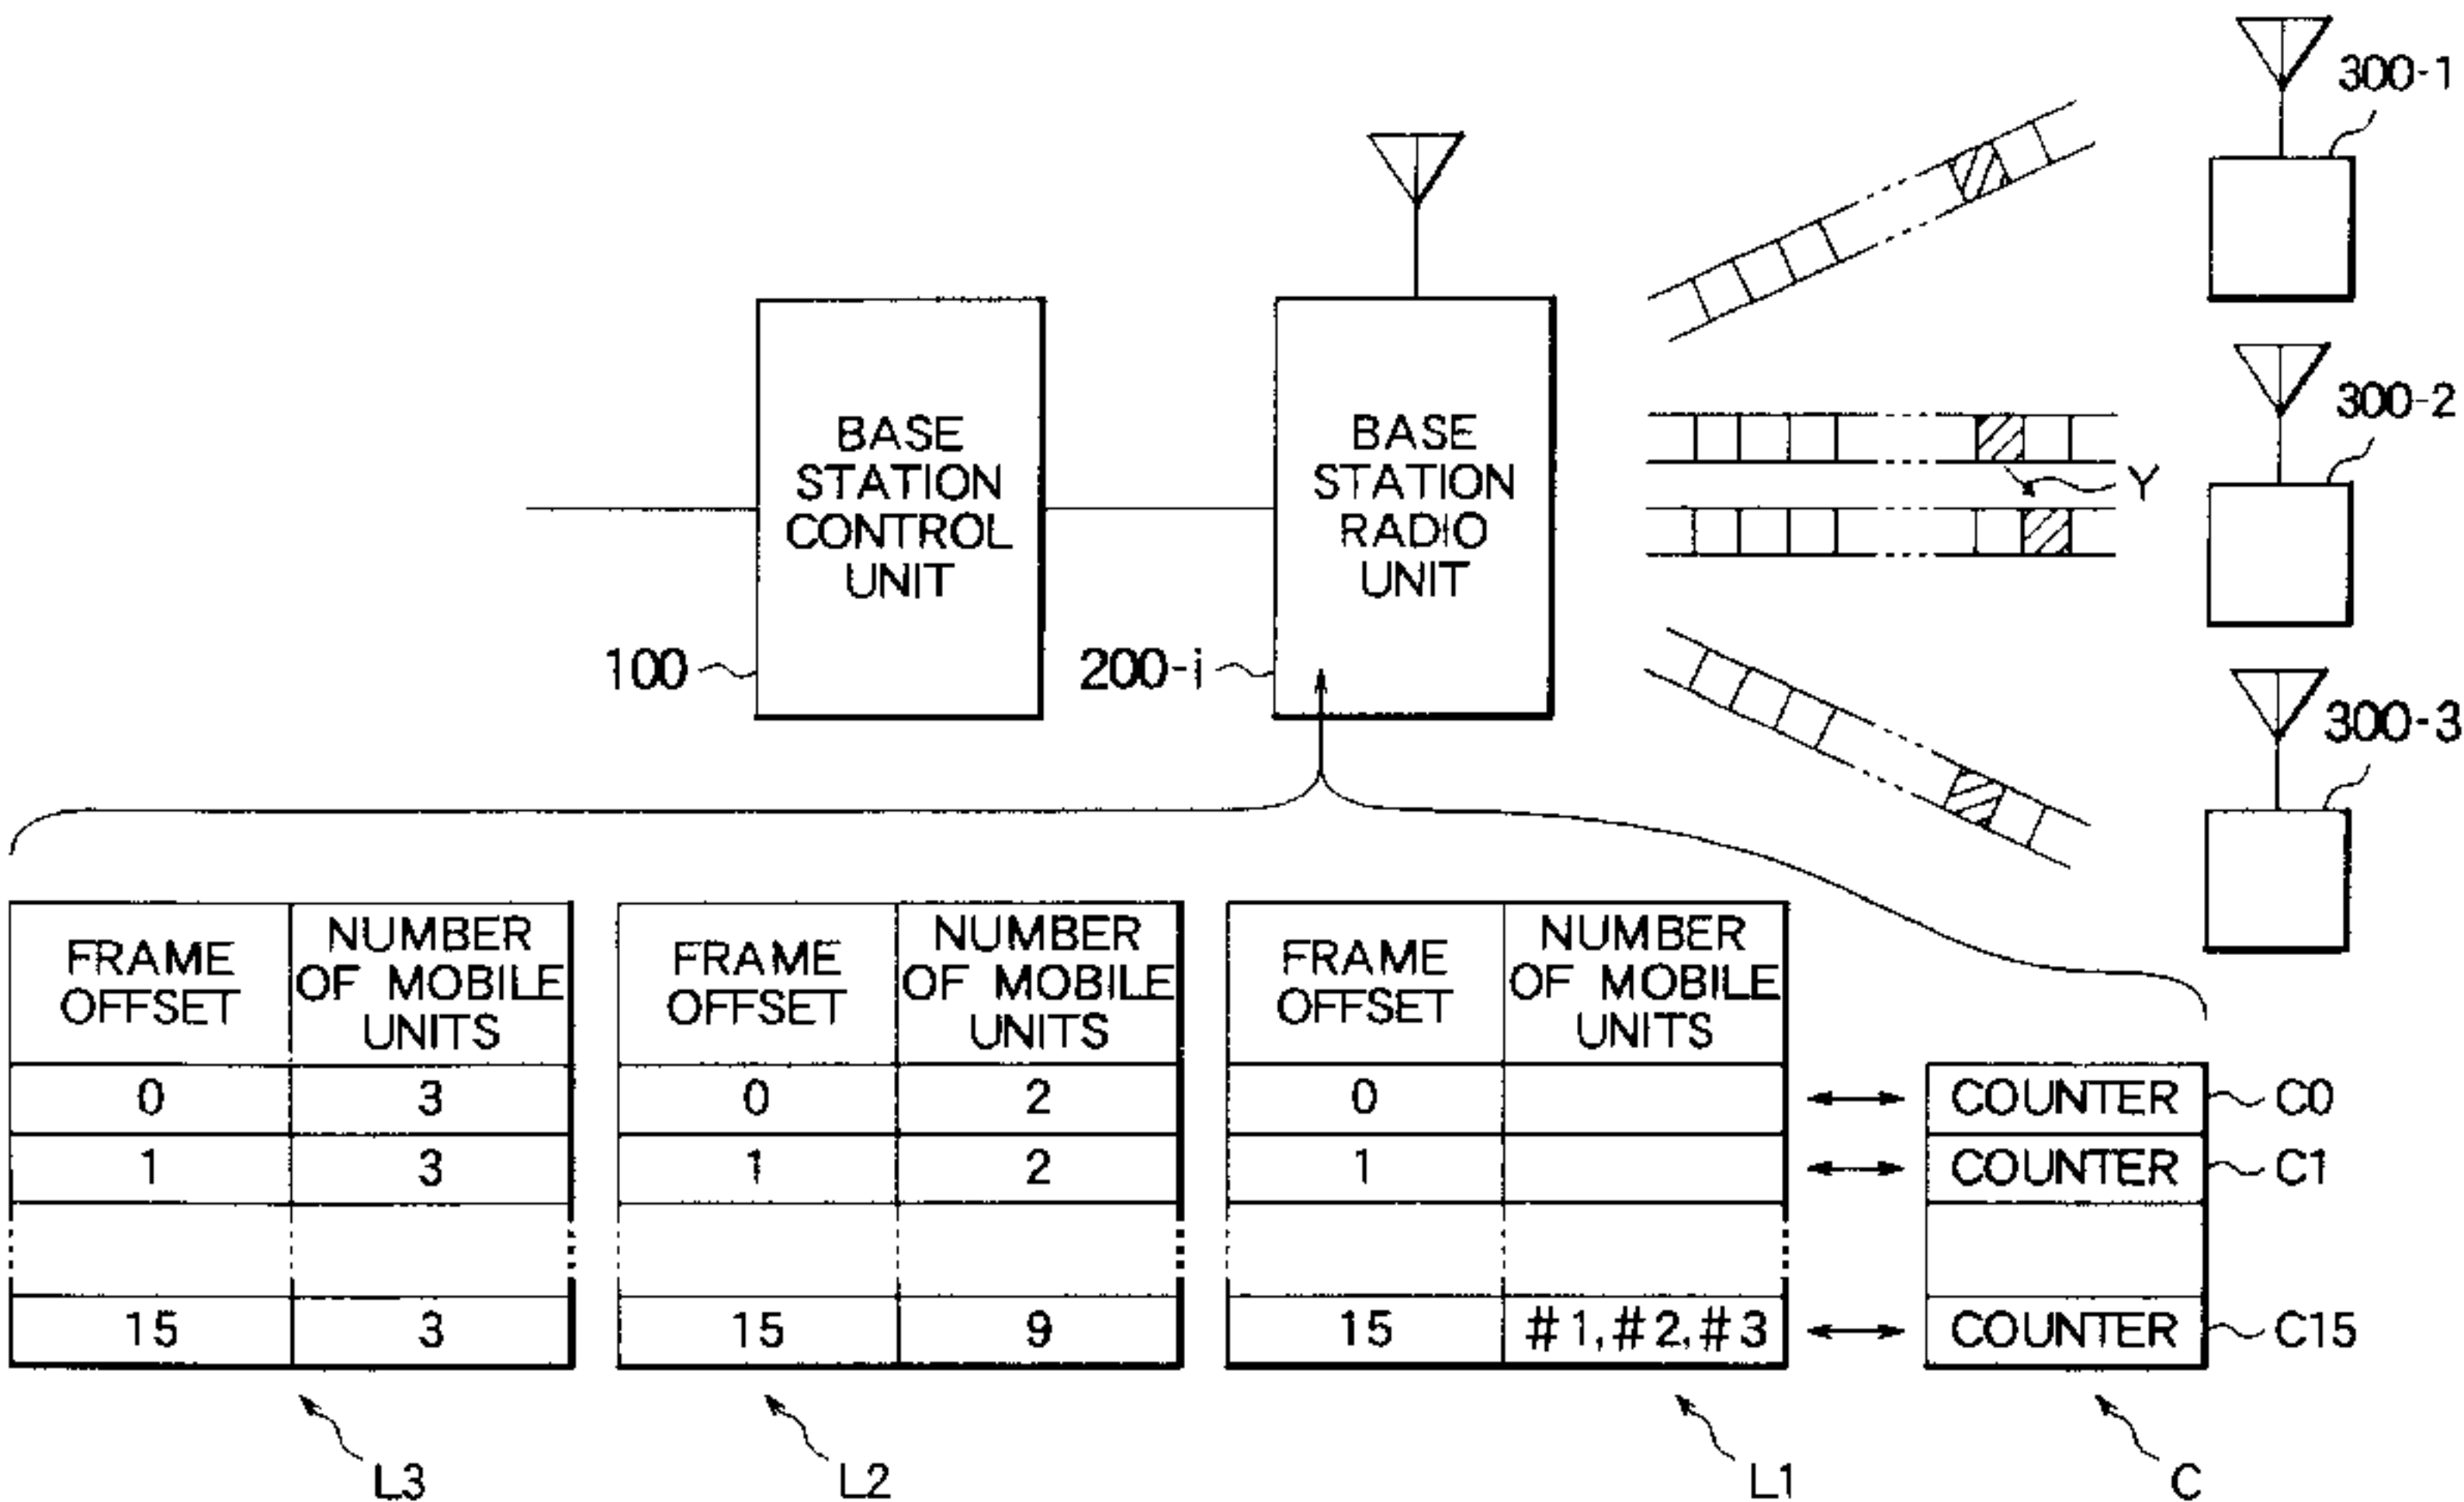 300-1
300-2
Y
BASE
STATION
CONTROL
UNIT
BASE
STATION
RADIO
UNIT
100
200-i
300-3
FRAME
OFFSET
NUMBER
OF MOBILE
UNITS
0
3
1
3
15
3
FRAME
OFFSET
NUMBER
OF MOBILE
UNITS
0
2
1
2
15
9
FRAME
OFFSET
NUMBER
OF MOBILE
UNITS
0
1
15
#1,#2,#3
COUNTER
C0
COUNTER
C1
COUNTER
C15
L3
L2
L1
C